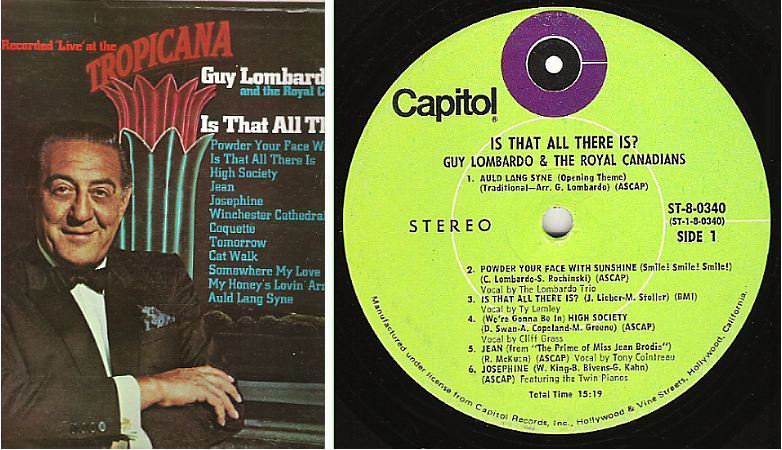 Recorded 'Live' at the
TROPICANA
Guy Lombard
and the Royal C
Is That All Th
Powder Your Face Wi
Is That All There Is
High Society
Jean
Josephine
Winchester Cathedral
Coquette
Tomorrow
Cat Walk
Somewhere My Love
My Honey's Lovin' Arm
Auld Lang Syne
Capitol®
IS THAT ALL THERE IS?
GUY LOMBARDO & THE ROYAL CANADIANS
1. AULD LANG SYNE (Opening Theme)
(Traditional—Arr. G. Lombardo) (ASCAP)
STEREO
ST-8-0340
(ST-1-8-0340)
SIDE 1
2. POWDER YOUR FACE WITH SUNSHINE (Smile! Smile! Smile!)
(C. Lombardo-S. Rochinski) (ASCAP)
Vocal by The Lombardo Trio
3. IS THAT ALL THERE IS? (J. Lieber-M. Stoller) (BMI)
Vocal by Ty Lemley
4. (We're Gonna Be In) HIGH SOCIETY
(D. Swan-A. Copeland-M. Greene) (ASCAP)
Vocal by Cliff Grass
5. JEAN (from "The Prime of Miss Jean Brodie")
(R. McKuen) (ASCAP) Vocal by Tony Cointreau
6. JOSEPHINE (W. King-B. Bivens-G. Kahn)
(ASCAP) Featuring the Twin Pianos
Total Time 15:19
Manufactured under license from Capitol Records, Inc., Hollywood & Vine Streets, Hollywood, California.